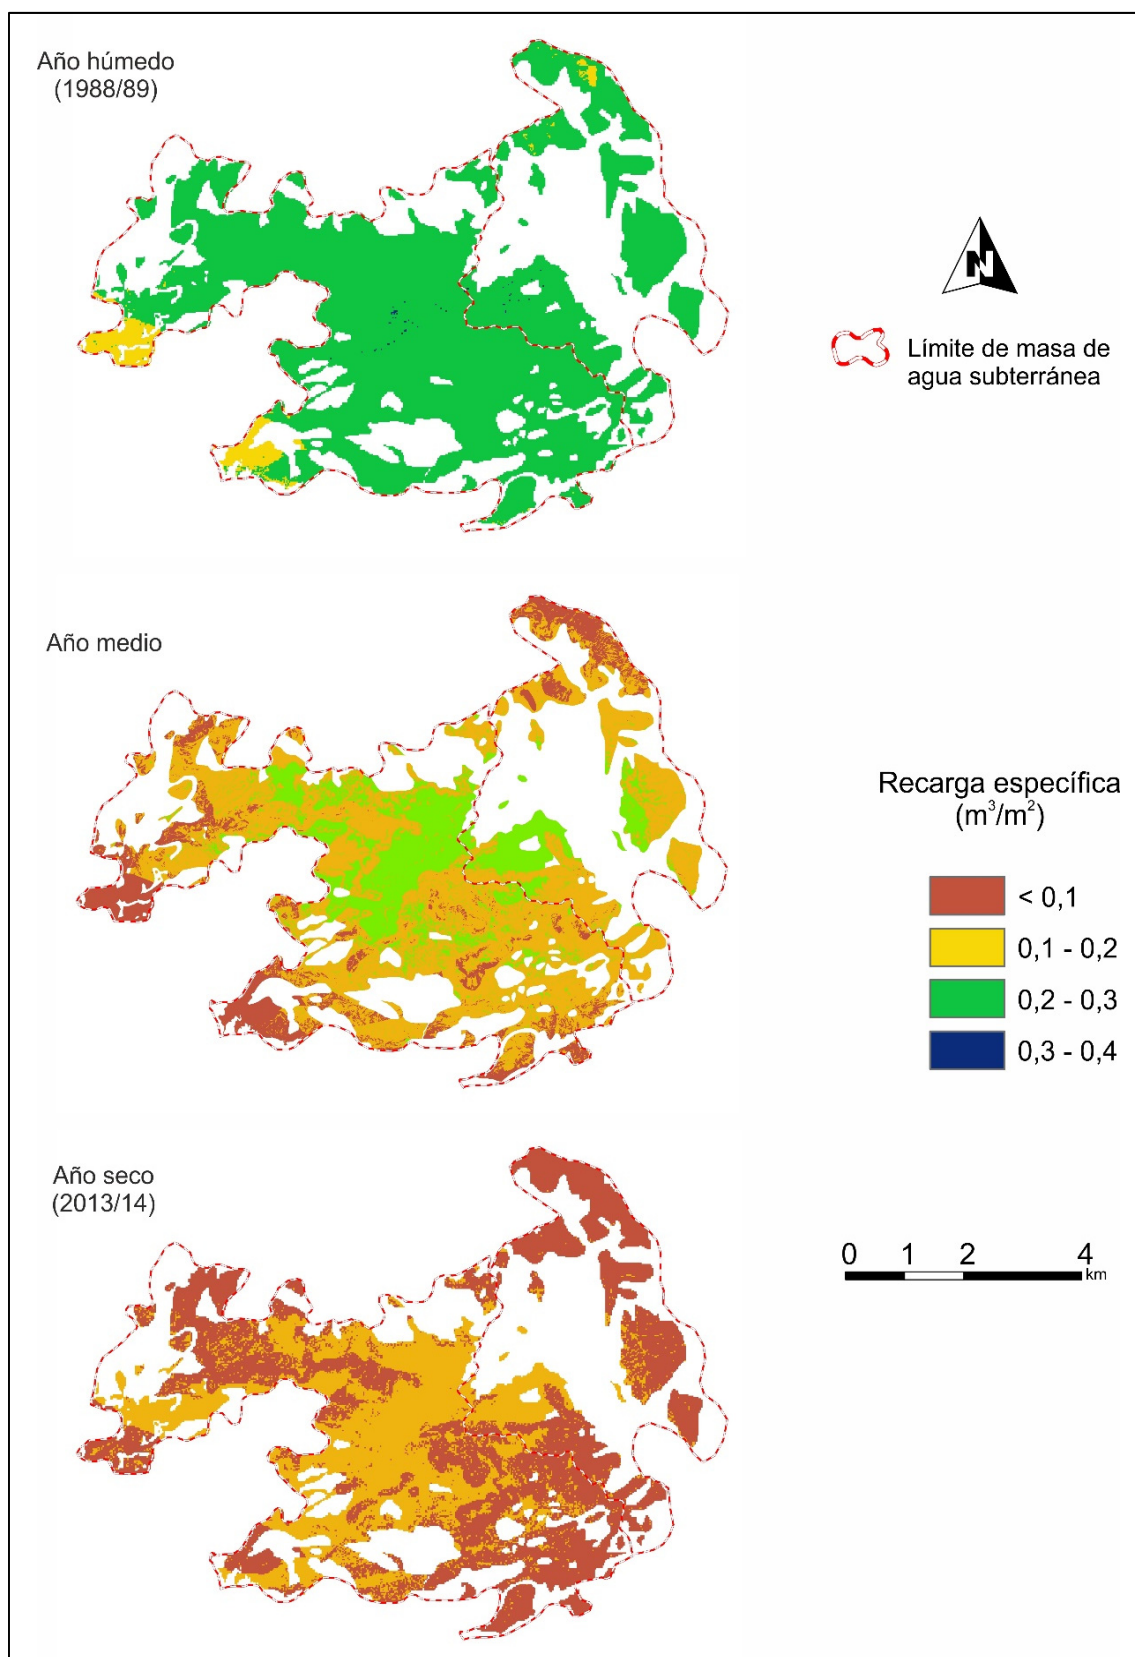 Año húmedo
(1988/89)
N
Límite de masa de
agua subterránea
Año medio
Recarga específica
(m³/m²)
< 0,1
0,1 - 0,2
0,2 - 0,3
0,3 - 0,4
Año seco
(2013/14)
0 1 2 4
km